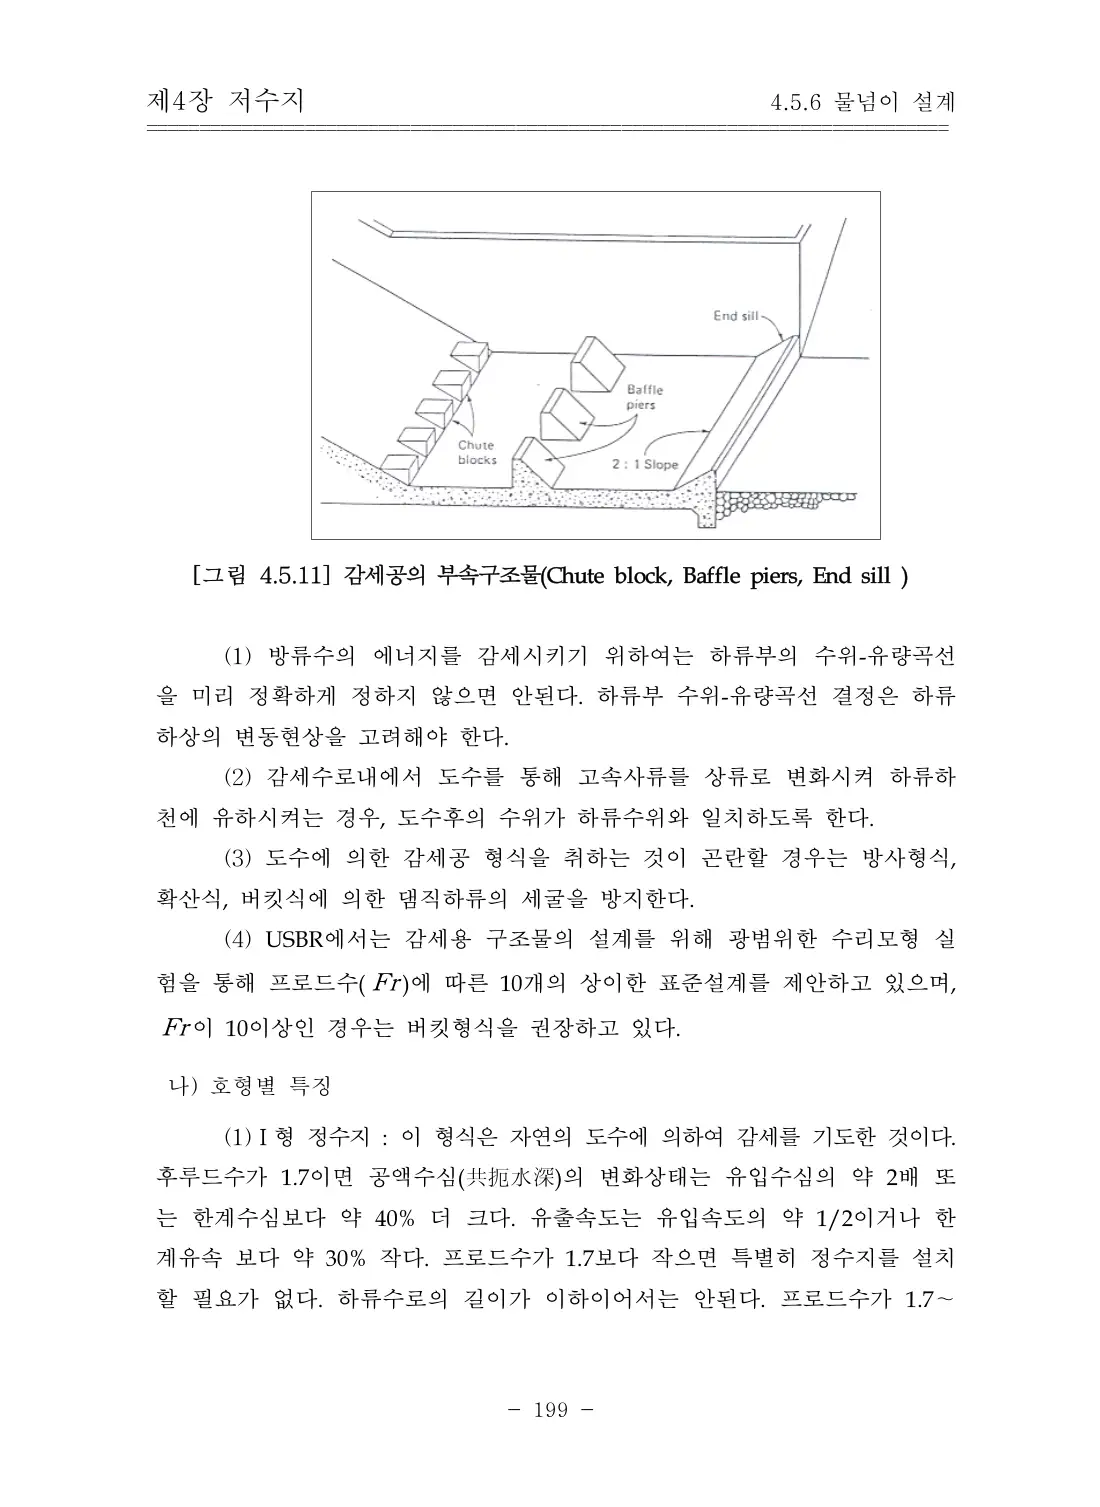 제4장 저수지
4.5.6 물넘이 설계
End sill
Baffle
piers
Chute
blocks
2 : 1 Slope
[그림 4.5.11] 감세공의 부속구조물(Chute block, Baffle piers, End sill )
(1) 방류수의 에너지를 감세시키기 위하여는 하류부의 수위-유량곡선
을 미리 정확하게 정하지 않으면 안된다. 하류부 수위-유량곡선 결정은 하류
하상의 변동현상을 고려해야 한다.
(2) 감세수로내에서 도수를 통해 고속사류를 상류로 변화시켜 하류하
천에 유하시켜는 경우, 도수후의 수위가 하류수위와 일치하도록 한다.
(3) 도수에 의한 감세공 형식을 취하는 것이 곤란할 경우는 방사형식,
확산식, 버킷식에 의한 댐직하류의 세굴을 방지한다.
(4) USBR에서는 감세용 구조물의 설계를 위해 광범위한 수리모형 실
험을 통해 프로드수( Fr)에 따른 10개의 상이한 표준설계를 제안하고 있으며,
Fr이 10이상인 경우는 버킷형식을 권장하고 있다.
나) 호형별 특징
(1)Ⅰ형 정수지 : 이 형식은 자연의 도수에 의하여 감세를 기도한 것이다.
후루드수가 1.7이면 공액수심(共扼水深)의 변화상태는 유입수심의 약 2배 또
는 한계수심보다 약 40% 더 크다. 유출속도는 유입속도의 약 1/2이거나 한
계유속 보다 약 30% 작다. 프로드수가 1.7보다 작으면 특별히 정수지를 설치
할 필요가 없다. 하류수로의 길이가 이하이어서는 안된다. 프로드수가 1.7∼
- 199 -